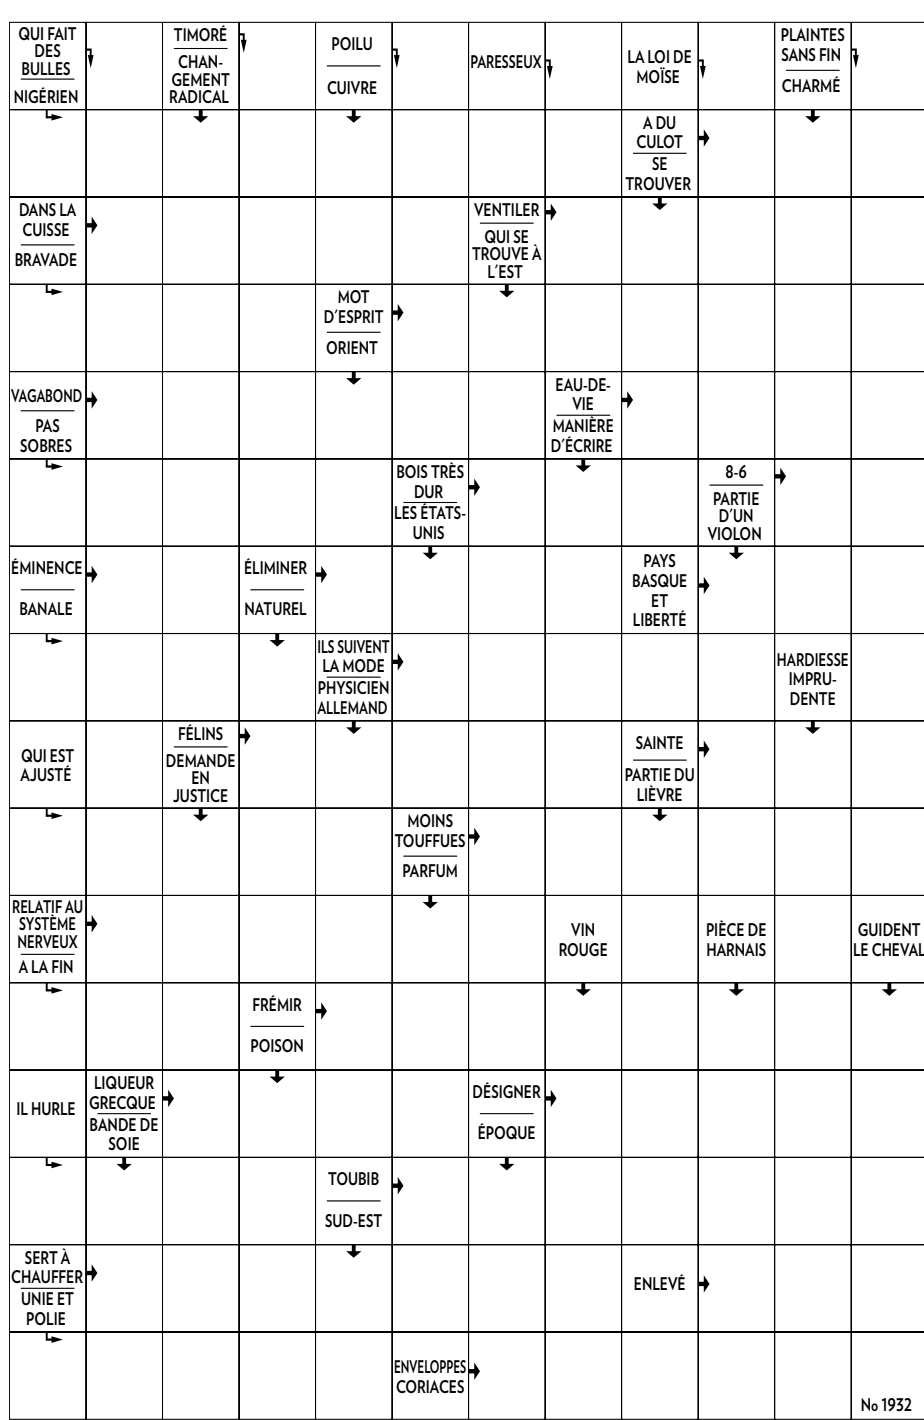 QUI FAIT
DES
BULLES
NIGÉRIEN
TIMORÉ
CHAN-
GEMENT
RADICAL
POILU
CUIVRE
PARESSEUX
LA LOI DE
MOÏSE
PLAINTES
SANS FIN
CHARMÉ
A DU
CULOT
SE
TROUVER
DANS LA
CUISSE
BRAVADE
VENTILER
QUI SE
TROUVE À
L'EST
MOT
D'ESPRIT
ORIENT
VAGABOND
PAS
SOBRES
EAU-DE-
VIE
MANIÈRE
D'ÉCRIRE
BOIS TRÈS
DUR
LES ÉTATS-
UNIS
8-6
PARTIE
D'UN
VIOLON
ÉMINENCE
BANALE
ÉLIMINER
NATUREL
PAYS
BASQUE
ET
LIBERTÉ
ILS SUIVENT
LA MODE
PHYSICIEN
ALLEMAND
HARDIESSE
IMPRU-
DENTE
QUI EST
AJUSTÉ
FÉLINS
DEMANDE
EN
JUSTICE
SAINTE
PARTIE DU
LIÈVRE
MOINS
TOUFFUES
PARFUM
RELATIF AU
SYSTÈME
NERVEUX
A LA FIN
VIN
ROUGE
PIÈCE DE
HARNAIS
GUIDENT
LE CHEVAL
FRÉMIR
POISON
IL HURLE
LIQUEUR
GRECQUE
BANDE DE
SOIE
DÉSIGNER
ÉPOQUE
TOUBIB
SUD-EST
SERT À
CHAUFFER
UNIE ET
POLIE
ENLEVÉ
ENVELOPPES
CORIACES
No 1932